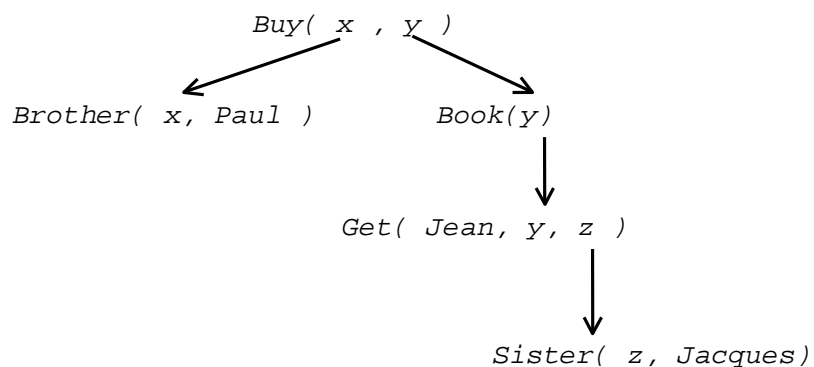 Buy( x , y )
Brother( x, Paul ) Book(y)
Get( Jean, y, z )
Sister( z, Jacques)